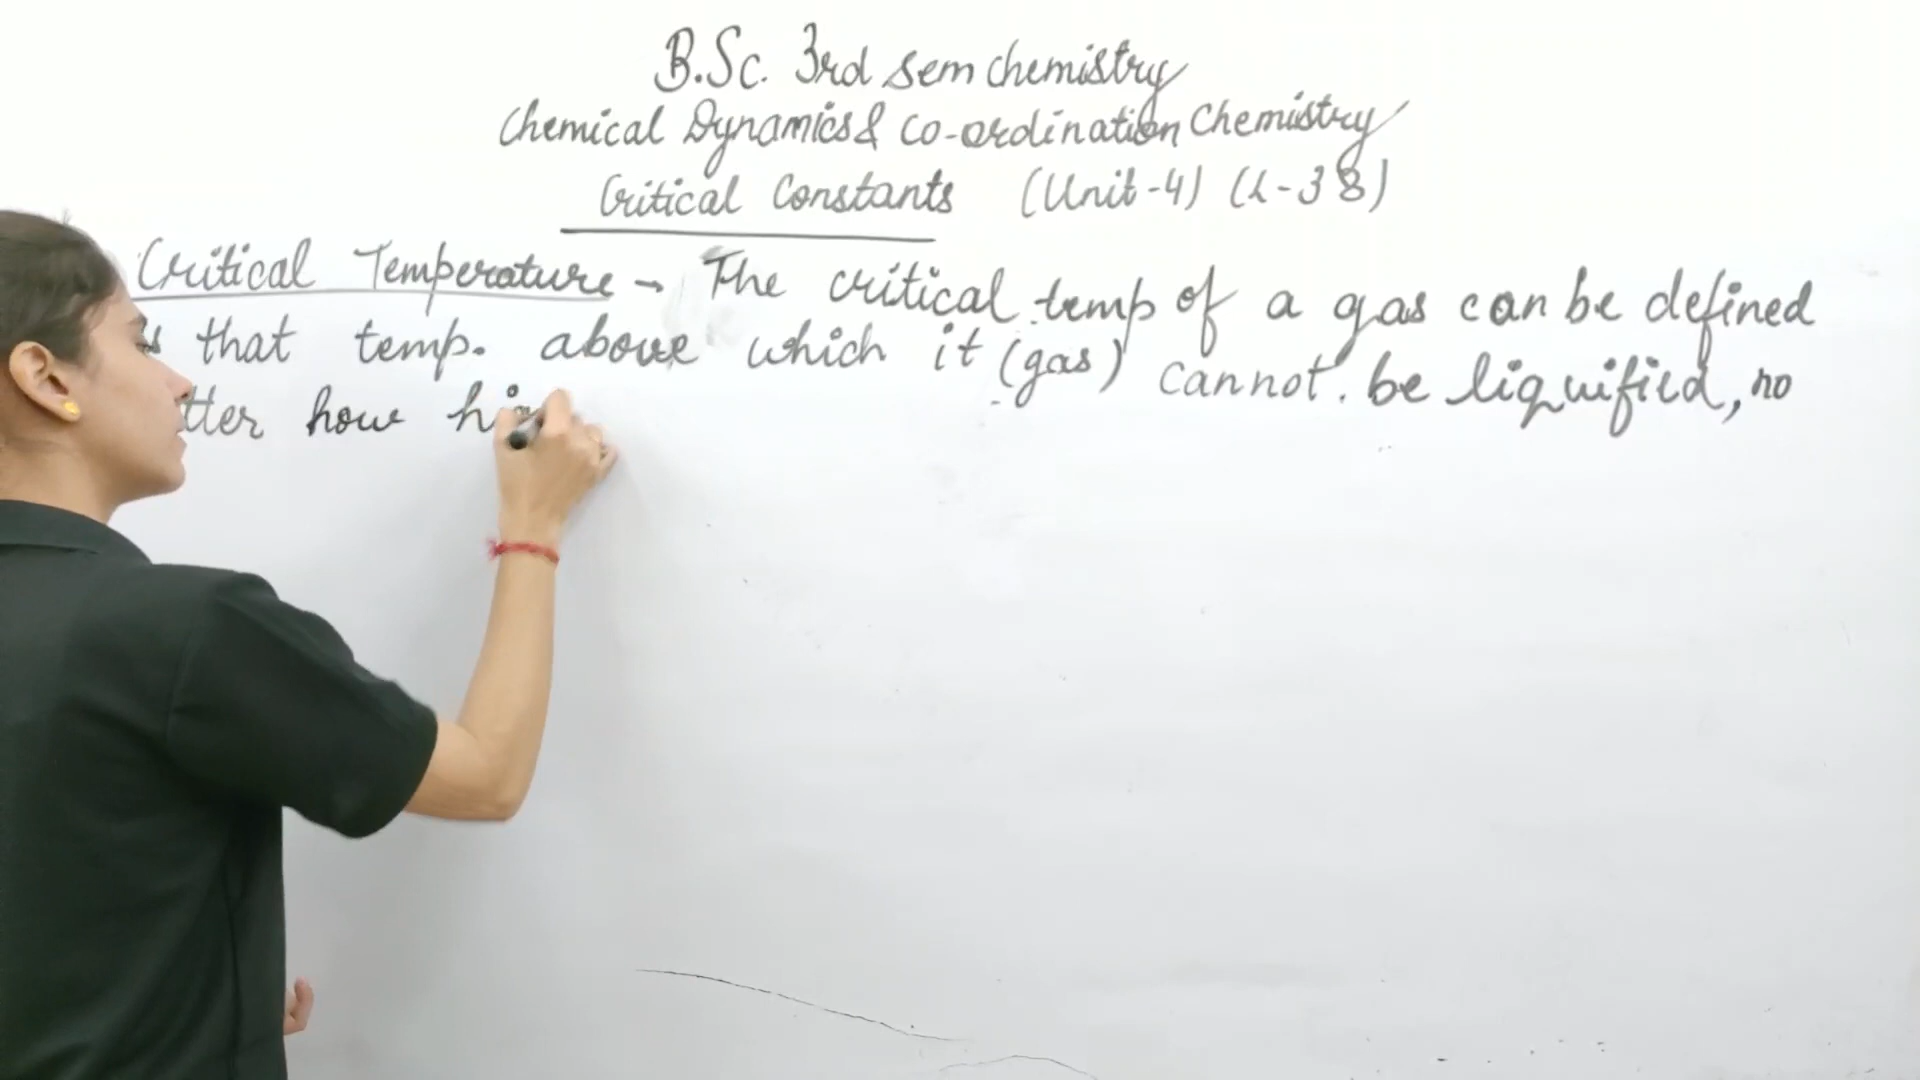 B.Sc. 3rd sem chemistry
Chemical Dynamics & co-ordination Chemistry
Critical Constants (Unit-4) (L-38)
Critical Temperature → The critical temp of a gas can be defined
that temp. above which it (gas) cannot. be liquified, no
how